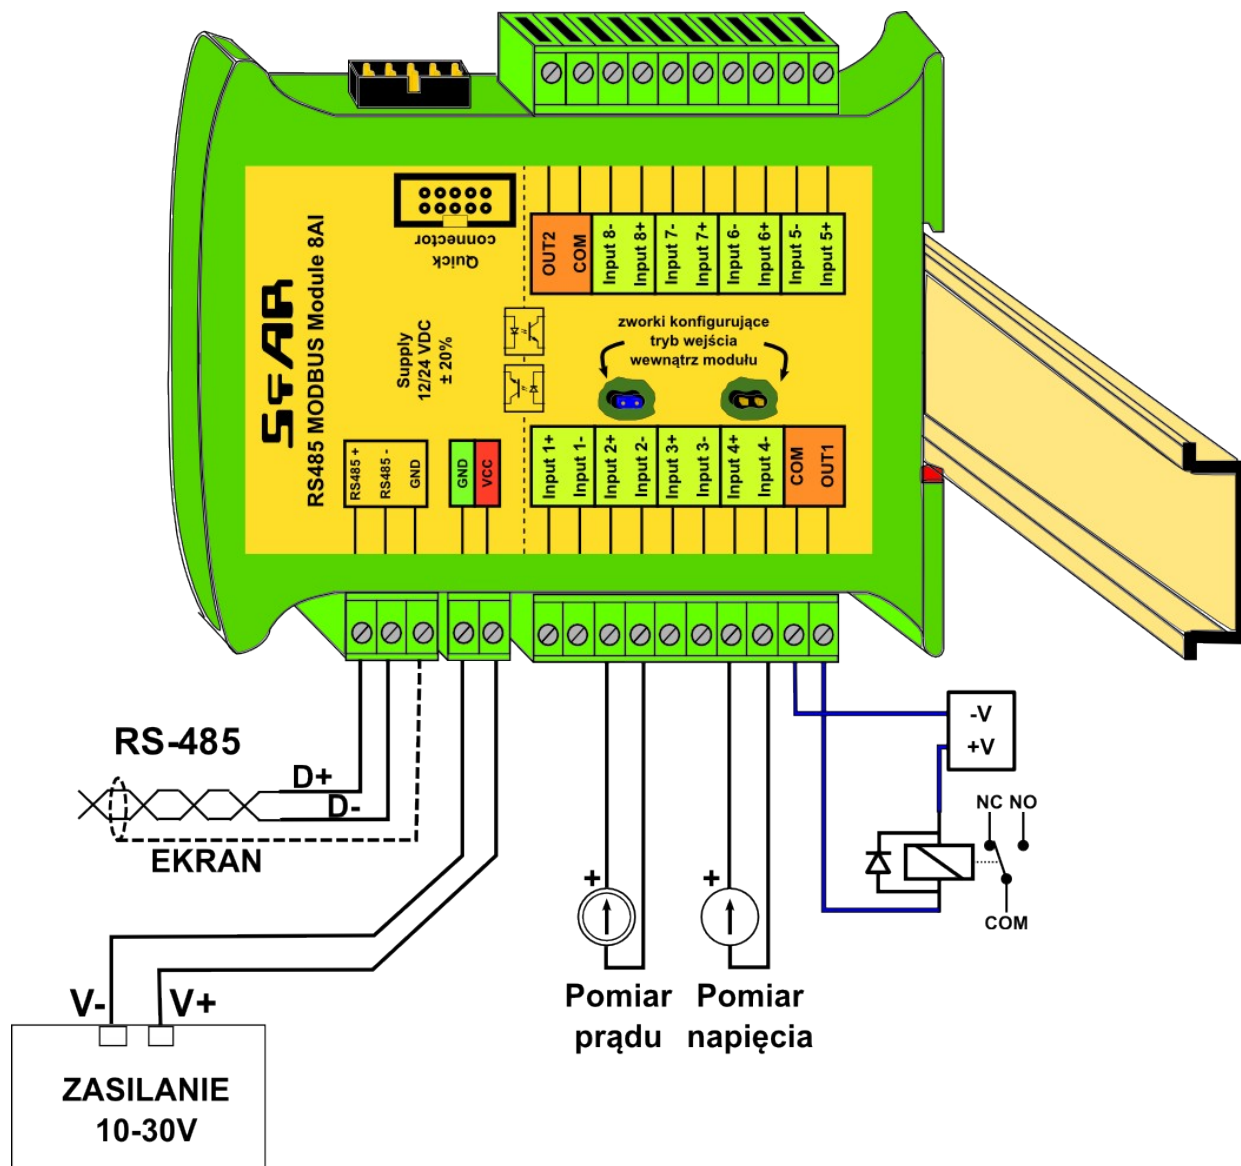 SfAR
RS485 MODBUS Module 8AI
Quick
connector
Supply
12/24 VDC
± 20%
OUT2
COM
Input 8-
Input 8+
Input 7-
Input 7+
Input 6-
Input 6+
Input 5-
Input 5+
zworki konfigurujące
tryb wejścia
wewnątrz modułu
RS485 +
RS485 -
GND
GND
VCC
Input 1+
Input 1-
Input 2+
Input 2-
Input 3+
Input 3-
Input 4+
Input 4-
COM
OUT1
RS-485
D+
D-
EKRAN
V-
V+
ZASILANIE
10-30V
+
Pomiar
prądu
+
Pomiar
napięcia
-V
+V
NC NO
COM